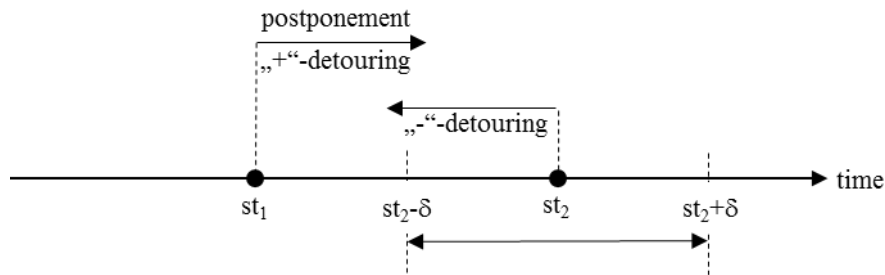 postponement
„+“-detouring
„-“-detouring
time
st₁ st₂-δ st₂ st₂+δ